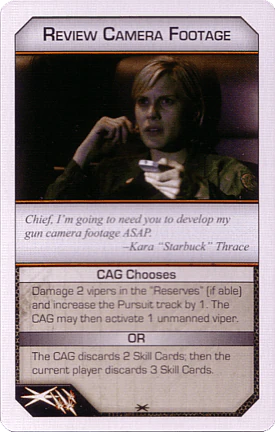 REVIEW CAMERA FOOTAGE
Chief, I'm going to need you to develop my
gun camera footage ASAP.
–Kara "Starbuck" Thrace
CAG Chooses
Damage 2 vipers in the "Reserves" (if able)
and increase the Pursuit track by 1. The
CAG may then activate 1 unmanned viper.
OR
The CAG discards 2 Skill Cards; then the
current player discards 3 Skill Cards.